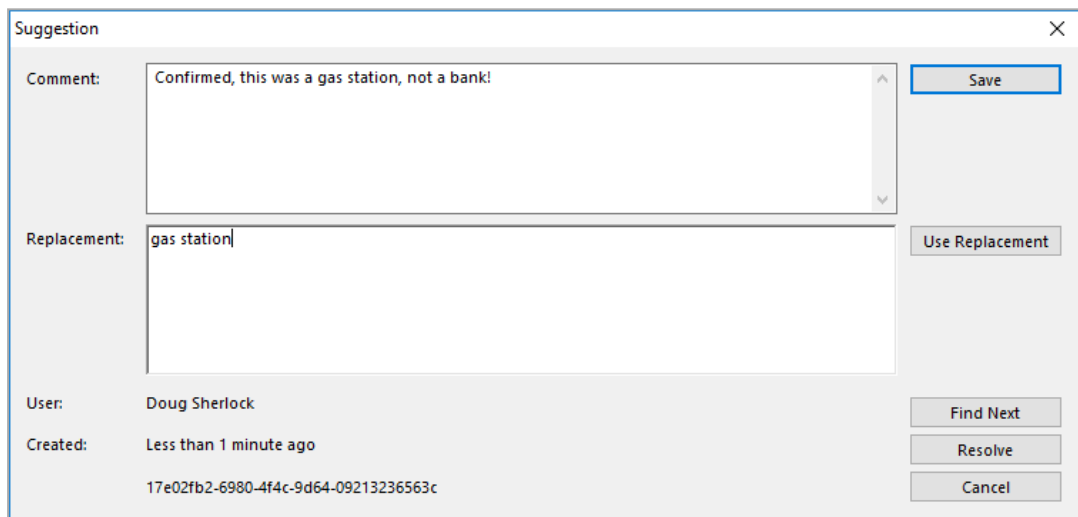 Suggestion
Comment:
Confirmed, this was a gas station, not a bank!
Save
Replacement:
gas station
Use Replacement
User:
Doug Sherlock
Find Next
Created:
Less than 1 minute ago
Resolve
17e02fb2-6980-4f4c-9d64-09213236563c
Cancel